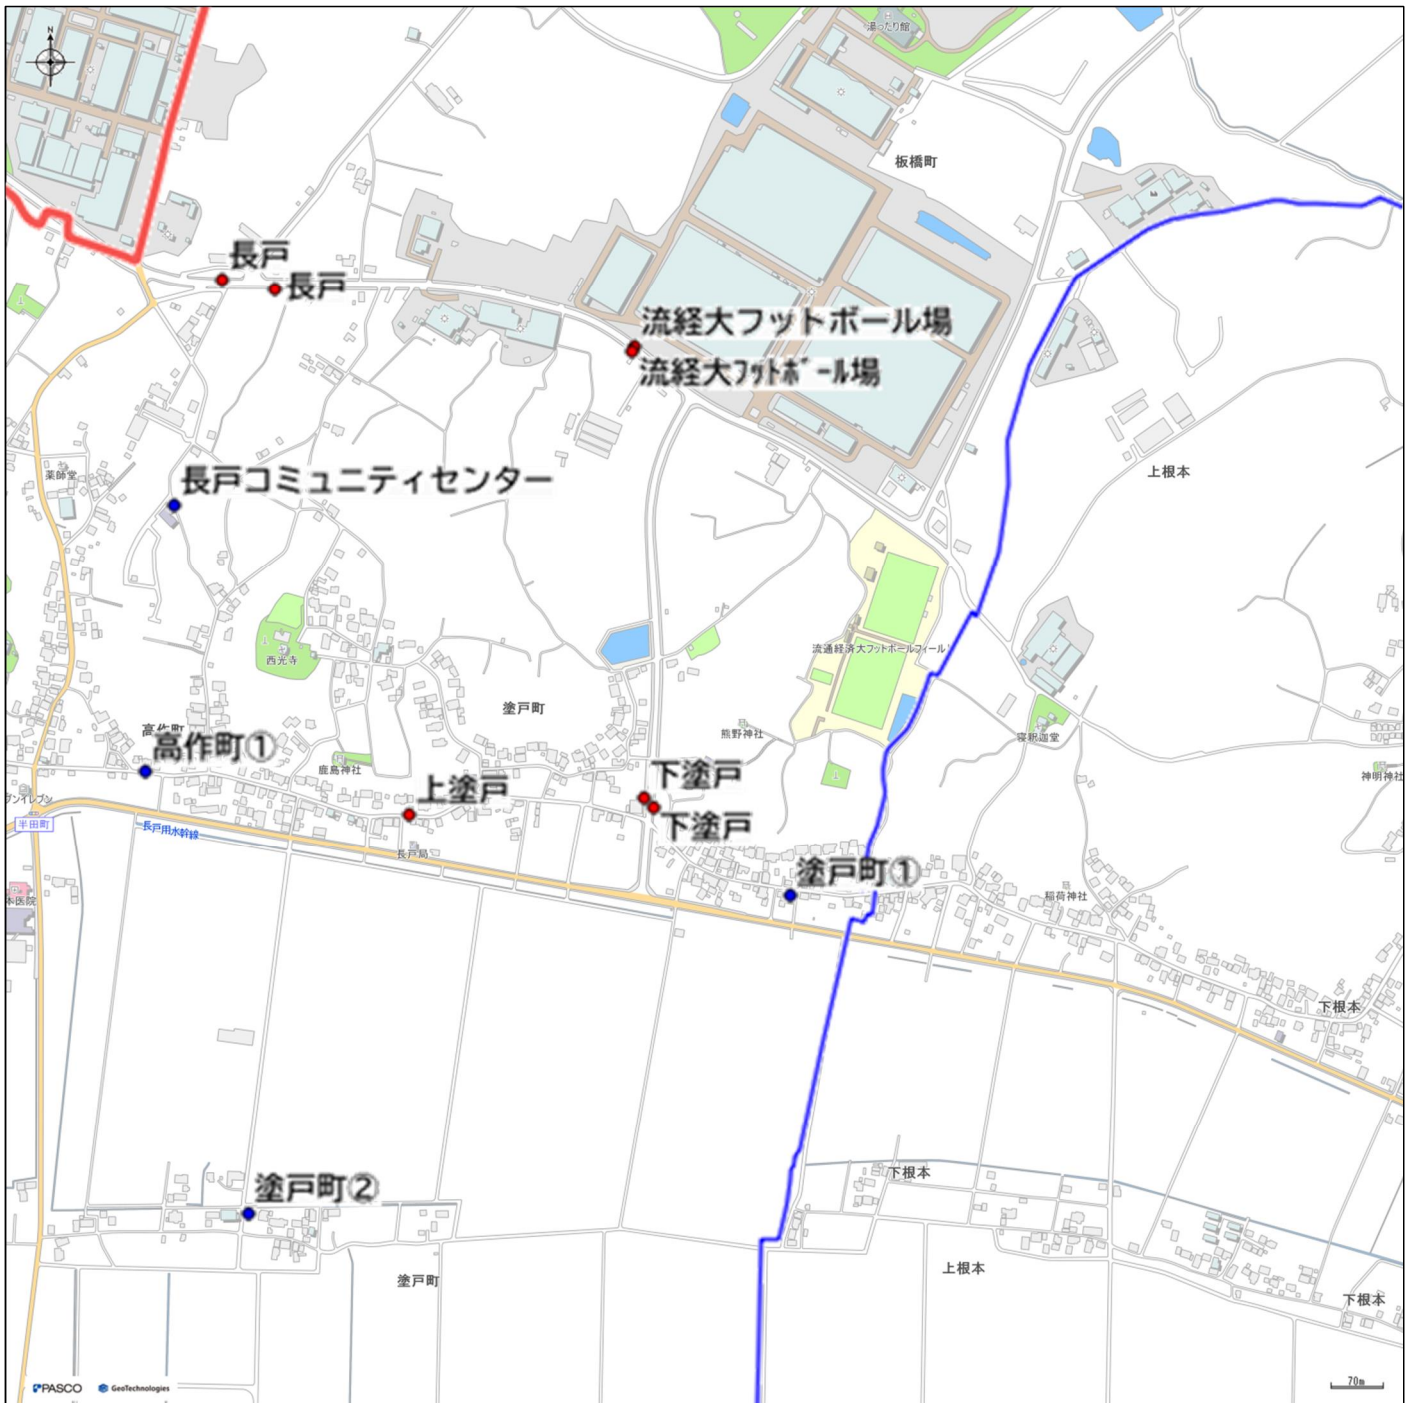 N
湯ったり館
板橋町
長戸
長戸
流経大フットボール場
流経大ﾌｯﾄﾎﾞｰﾙ場
上根本
薬師堂
長戸コミュニティセンター
流通経済大フットボールフィール
西光寺
塗戸町
高作町
熊野神社
寝釈迦堂
高作町①
鹿島神社
下塗戸
神明神社
上塗戸
ブンイレブン
下塗戸
半田町
長戸用水幹線
長戸局
塗戸町①
本医院
稲荷神社
下根本
下根本
塗戸町②
上根本
塗戸町
下根本
PASCO
GeoTechnologies
70m